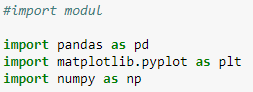 #import modul
import pandas as pd
import matplotlib.pyplot as plt
import numpy as np